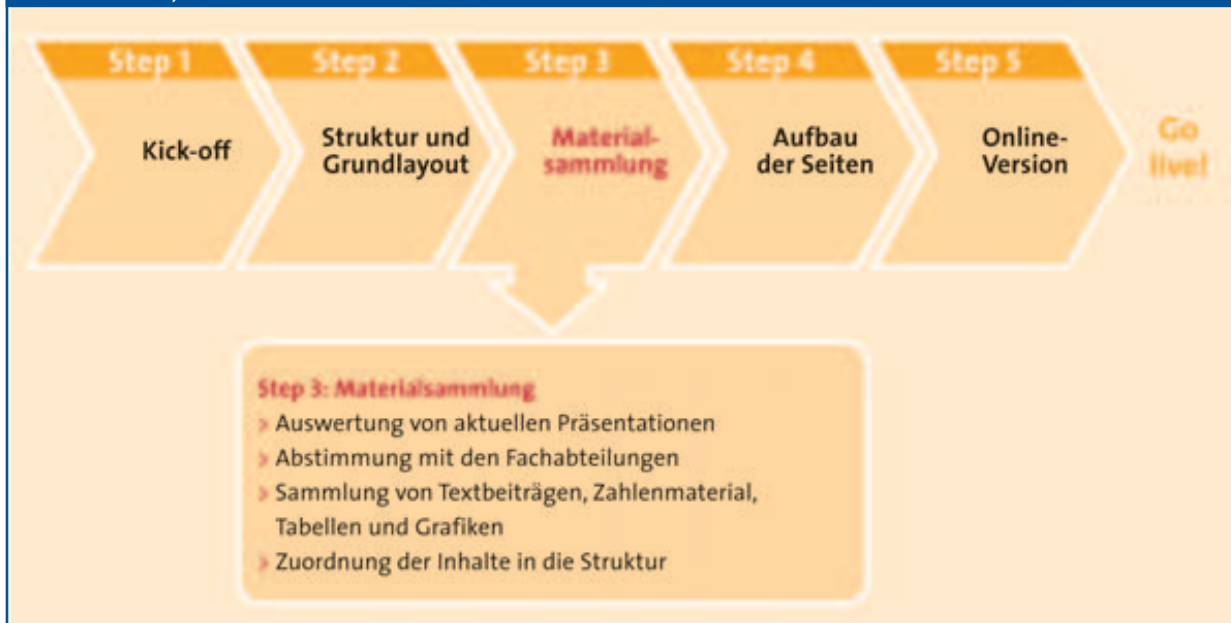 Step 1
Step 2
Step 3
Step 4
Step 5
Kick-off
Struktur und
Grundlayout
Material-
sammlung
Aufbau
der Seiten
Online-
Version
Go
live!
Step 3: Materialsammlung
› Auswertung von aktuellen Präsentationen
› Abstimmung mit den Fachabteilungen
› Sammlung von Textbeiträgen, Zahlenmaterial,
Tabellen und Grafiken
› Zuordnung der Inhalte in die Struktur